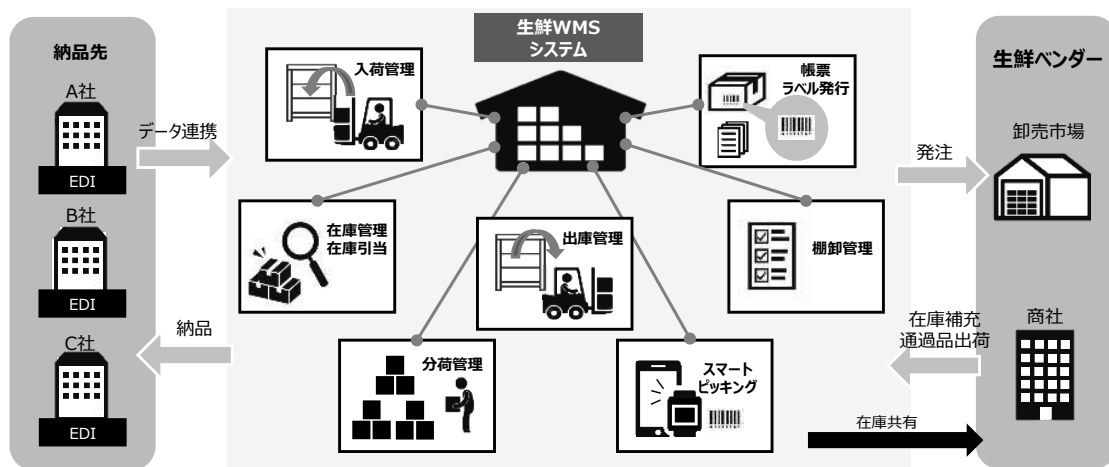 納品先
A社
EDI
B社
EDI
C社
EDI
データ連携
納品
生鮮WMS
システム
入荷管理
帳票
ラベル発行
在庫管理
在庫引当
出庫管理
棚卸管理
分荷管理
スマート
ピッキング
発注
在庫補充
通過品出荷
在庫共有
生鮮ベンダー
卸売市場
商社